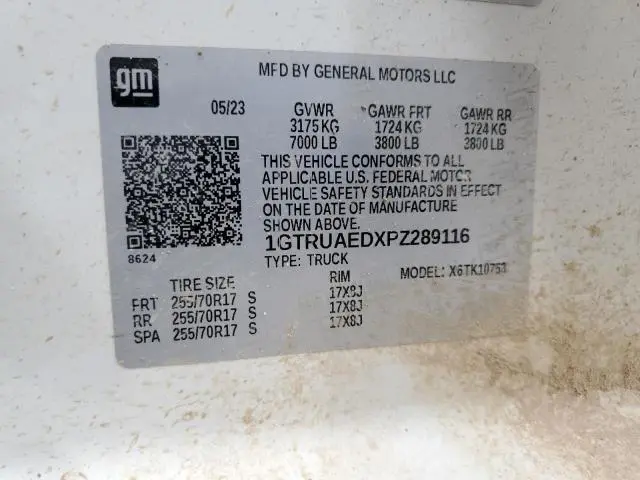 gm
MFD BY GENERAL MOTORS LLC
05/23 GVWR GAWR FRT GAWR RR
3175 KG 1724 KG 1724 KG
7000 LB 3800 LB 3800 LB
THIS VEHICLE CONFORMS TO ALL
APPLICABLE U.S. FEDERAL MOTOR
VEHICLE SAFETY STANDARDS IN EFFECT
ON THE DATE OF MANUFACTURE
SHOWN ABOVE.
8624 1GTRUAEDXPZ289116
TYPE: TRUCK MODEL: X6TK10753
TIRE SIZE RIM
FRT 255/70R17 S 17X8J
RR 255/70R17 S 17X8J
SPA 255/70R17 S 17X8J